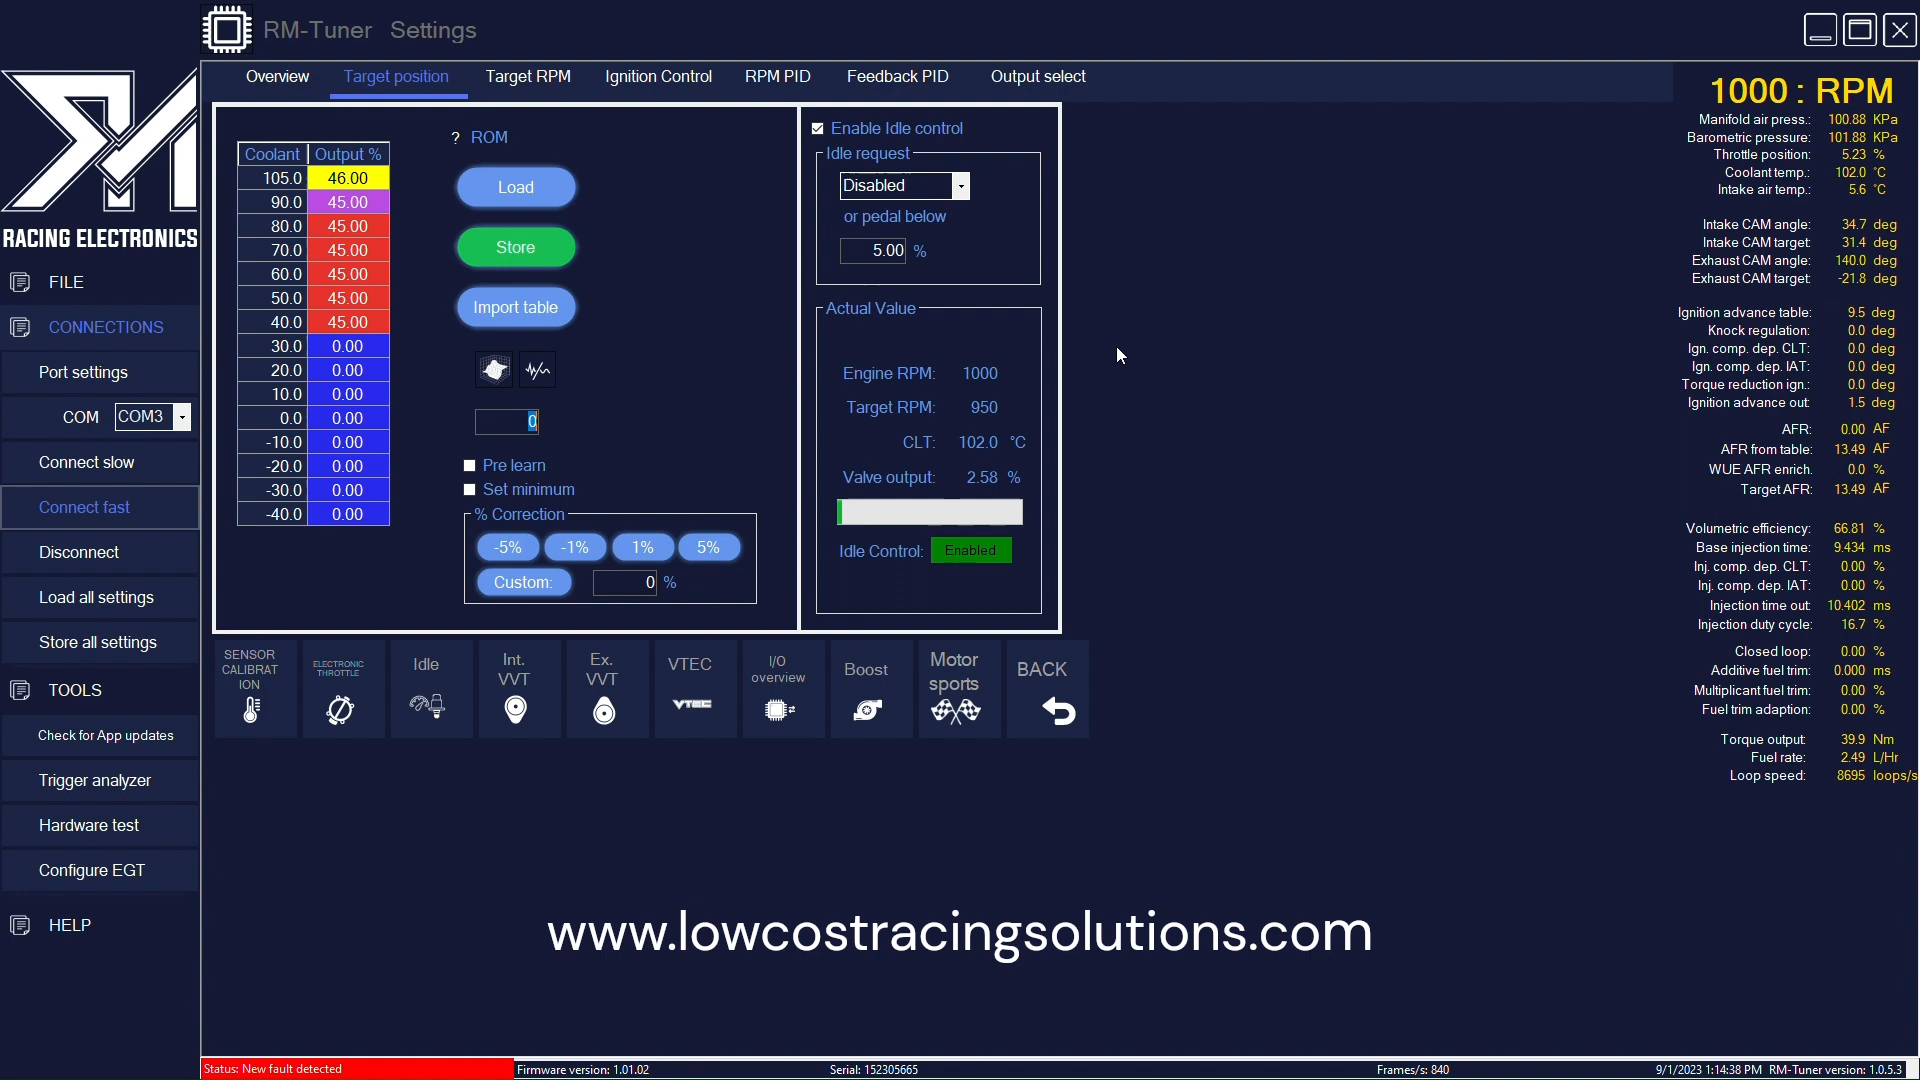 RM-Tuner Settings
RACING ELECTRONICS
FILE
CONNECTIONS
Port settings
COM COM3
Connect slow
Connect fast
Disconnect
Load all settings
Store all settings
TOOLS
Check for App updates
Trigger analyzer
Hardware test
Configure EGT
HELP
Overview Target position Target RPM Ignition Control RPM PID Feedback PID Output select
Coolant Output %
105.0 46.00
90.0 45.00
80.0 45.00
70.0 45.00
60.0 45.00
50.0 45.00
40.0 45.00
30.0 0.00
20.0 0.00
10.0 0.00
0.0 0.00
-10.0 0.00
-20.0 0.00
-30.0 0.00
-40.0 0.00
? ROM
Load
Store
Import table
0
Pre learn
Set minimum
% Correction
-5% -1% 1% 5%
Custom: 0 %
Enable Idle control
Idle request
Disabled
or pedal below
5.00 %
Actual Value
Engine RPM: 1000
Target RPM: 950
CLT: 102.0 °C
Valve output: 2.58 %
Idle Control: Enabled
SENSOR CALIBRAT ION
ELECTRONIC THROTTLE
Idle
Int. VVT
Ex. VVT
VTEC
VTEC
I/O overview
Boost
Motor sports
BACK
1000 : RPM
Manifold air press.: 100.88 KPa
Barometric pressure: 101.88 KPa
Throttle position: 5.23 %
Coolant temp.: 102.0 °C
Intake air temp.: 5.6 °C
Intake CAM angle: 34.7 deg
Intake CAM target: 31.4 deg
Exhaust CAM angle: 140.0 deg
Exhaust CAM target: -21.8 deg
Ignition advance table: 9.5 deg
Knock regulation: 0.0 deg
Ign. comp. dep. CLT: 0.0 deg
Ign. comp. dep. IAT: 0.0 deg
Torque reduction ign.: 0.0 deg
Ignition advance out: 1.5 deg
AFR: 0.00 AF
AFR from table: 13.49 AF
WUE AFR enrich. 0.0 %
Target AFR: 13.49 AF
Volumetric efficiency: 66.81 %
Base injection time: 9.434 ms
Inj. comp. dep. CLT: 0.00 %
Inj. comp. dep. IAT: 0.00 %
Injection time out: 10.402 ms
Injection duty cycle: 16.7 %
Closed loop: 0.00 %
Additive fuel trim: 0.000 ms
Multiplicant fuel trim: 0.00 %
Fuel trim adaption: 0.00 %
Torque output: 39.9 Nm
Fuel rate: 2.49 L/Hr
Loop speed: 8695 loops/s
www.lowcostracingsolutions.com
Status: New fault detected Firmware version: 1.01.02 Serial: 152305665 Frames/s: 840 9/1/2023 1:14:38 PM RM-Tuner version: 1.0.5.3